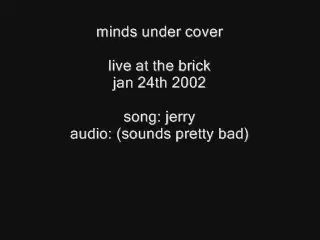 minds under cover
live at the brick
jan 24th 2002
song: jerry
audio: (sounds pretty bad)